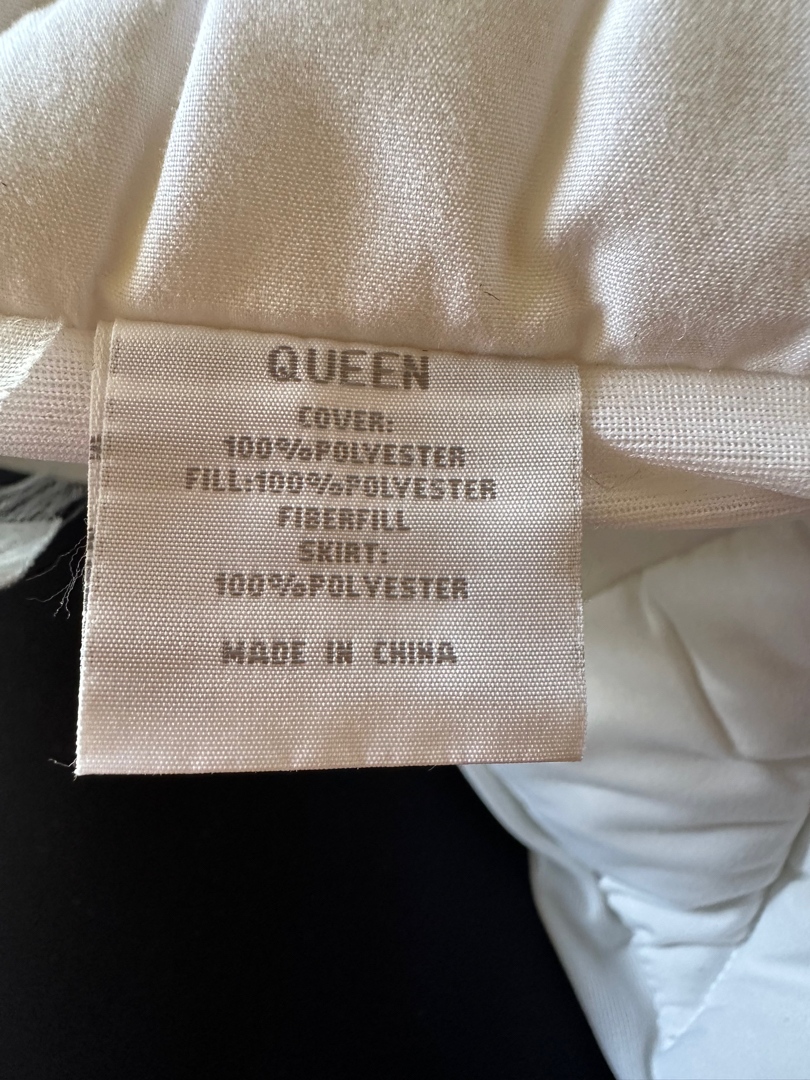 QUEEN
COVER:
100%POLYESTER
FILL:100%POLYESTER
FIBERFILL
SKIRT:
100%POLYESTER
MADE IN CHINA